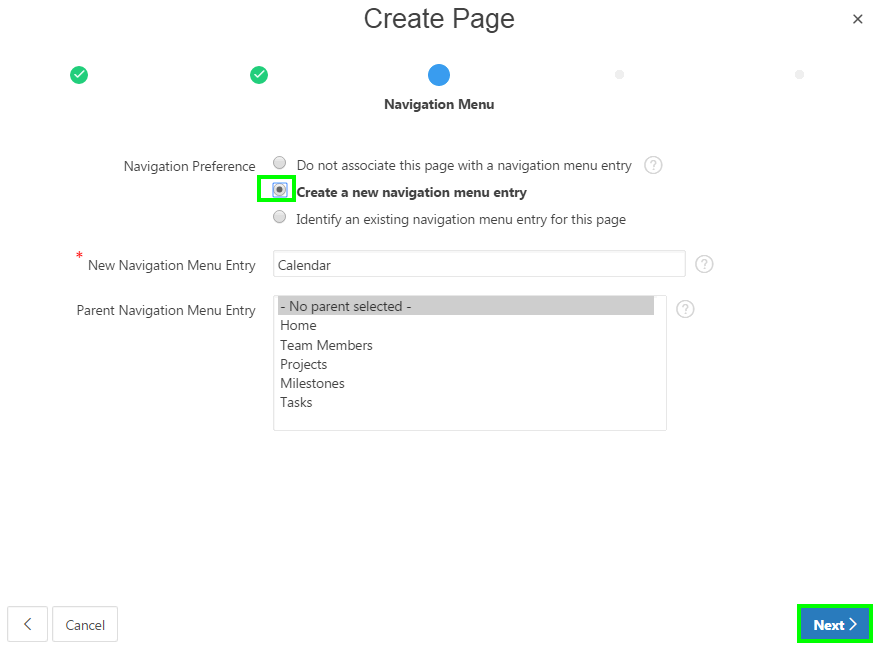 Create Page
Navigation Menu
Navigation Preference
Do not associate this page with a navigation menu entry ?
Create a new navigation menu entry
Identify an existing navigation menu entry for this page
* New Navigation Menu Entry Calendar ?
Parent Navigation Menu Entry
- No parent selected - ?
Home
Team Members
Projects
Milestones
Tasks
Cancel Next